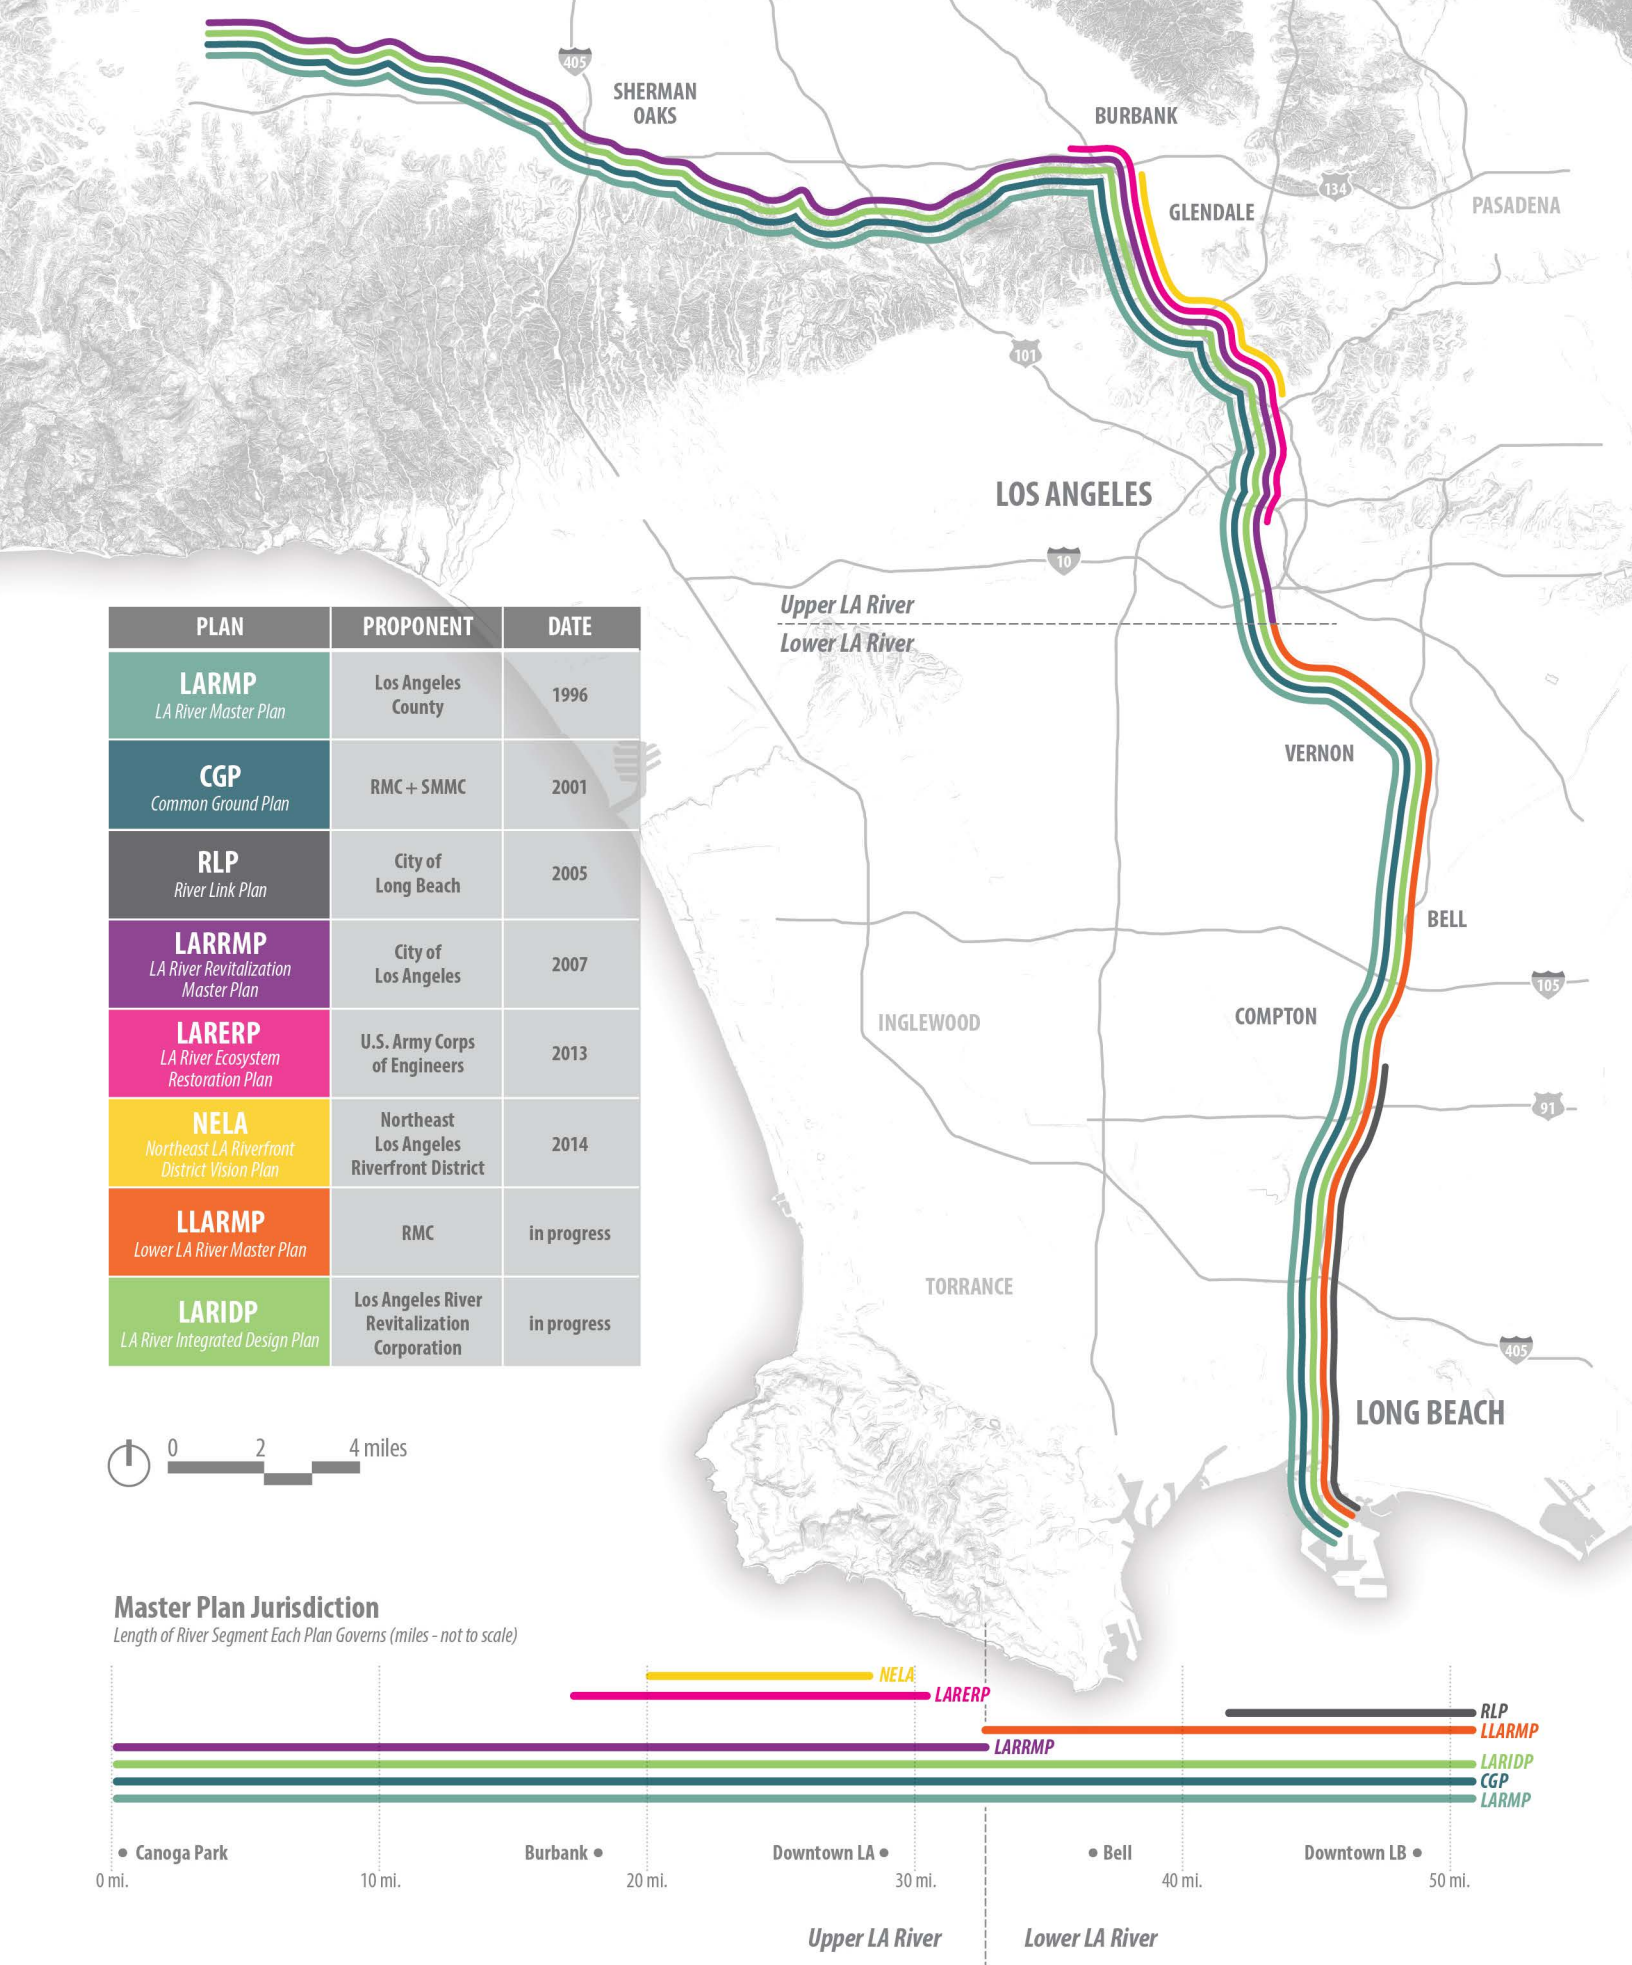 405
SHERMAN
OAKS
BURBANK
134
GLENDALE
PASADENA
101
LOS ANGELES
10
Upper LA River
Lower LA River
VERNON
BELL
105
COMPTON
INGLEWOOD
91
TORRANCE
405
LONG BEACH
PLAN PROPONENT DATE
LARMP
LA River Master Plan
Los Angeles
County
1996
CGP
Common Ground Plan
RMC + SMMC
2001
RLP
River Link Plan
City of
Long Beach
2005
LARRMP
LA River Revitalization
Master Plan
City of
Los Angeles
2007
LARERP
LA River Ecosystem
Restoration Plan
U.S. Army Corps
of Engineers
2013
NELA
Northeast LA Riverfront
District Vision Plan
Northeast
Los Angeles
Riverfront District
2014
LLARMP
Lower LA River Master Plan
RMC
in progress
LARIDP
LA River Integrated Design Plan
Los Angeles River
Revitalization
Corporation
in progress
0 2 4 miles
Master Plan Jurisdiction
Length of River Segment Each Plan Governs (miles - not to scale)
NELA
LARERP
RLP
LLARMP
LARRMP
LARIDP
CGP
LARMP
Canoga Park Burbank Downtown LA Bell Downtown LB
0 mi. 10 mi. 20 mi. 30 mi. 40 mi. 50 mi.
Upper LA River Lower LA River